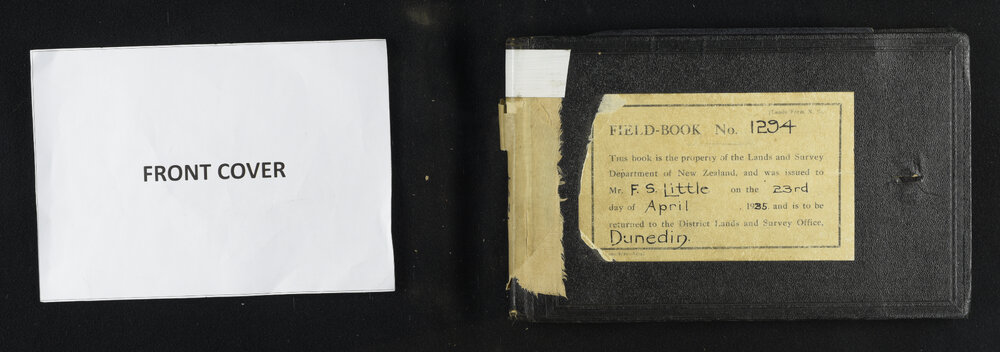 FRONT COVER
FIELD-BOOK No. 1294
This book is the property of the Lands and Survey
Department of New Zealand, and was issued to
Mr. F. S. Little on the 23rd
day of April, 1935, and is to be
returned to the District Lands and Survey Office,
Dunedin.